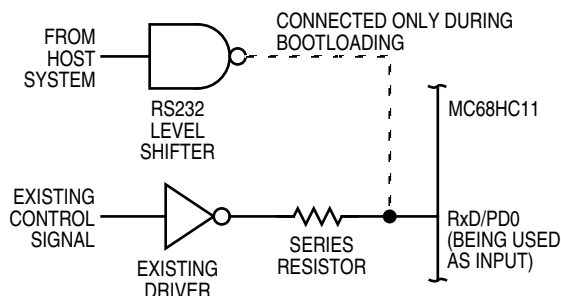 CONNECTED ONLY DURING
BOOTLOADING
FROM
HOST
SYSTEM
RS232
LEVEL
SHIFTER
MC68HC11
EXISTING
CONTROL
SIGNAL
EXISTING
DRIVER
SERIES
RESISTOR
RxD/PD0
(BEING USED
AS INPUT)